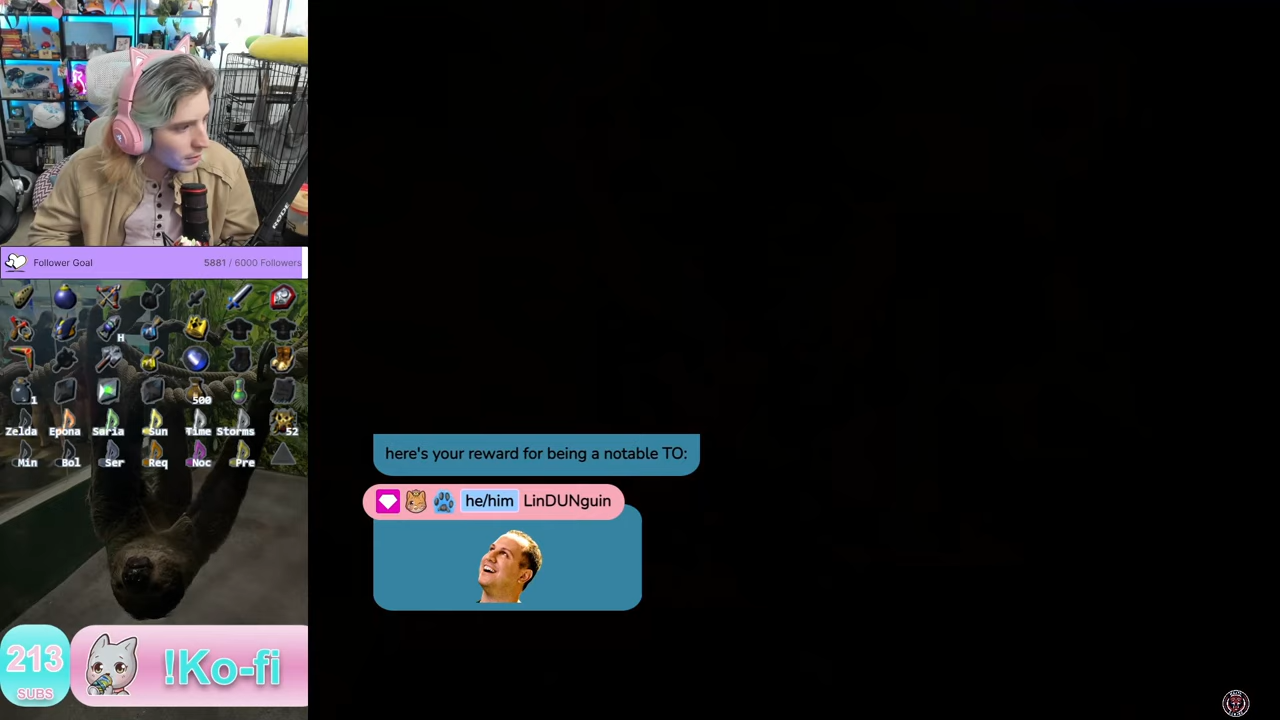 Follower Goal
5881 / 6000 Followers
H
1
500
Zelda Epona Saria Sun Time Storms 52
Min Bol Ser Req Noc Pre
here's your reward for being a notable TO:
he/him LinDUNguin
213
SUBS
!Ko-fi
RODE